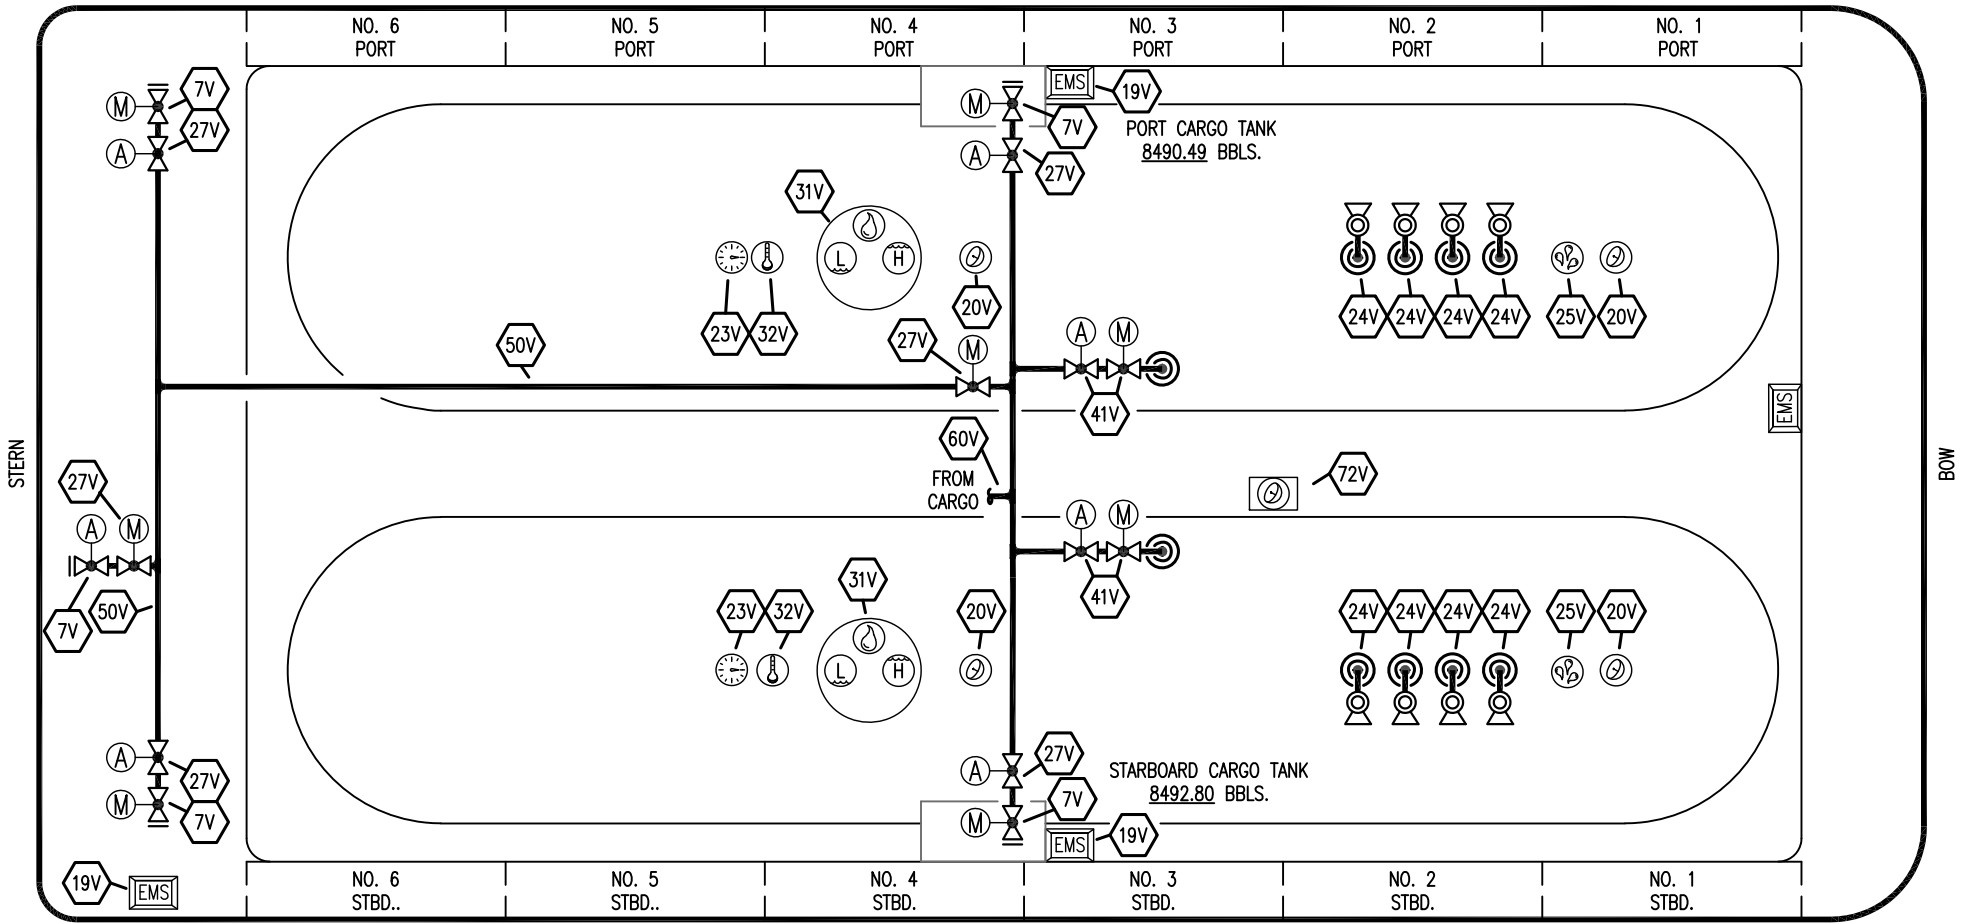 NO. 6
PORT
NO. 5
PORT
NO. 4
PORT
NO. 3
PORT
NO. 2
PORT
NO. 1
PORT
7V
M
27V
A
M
EMS
19V
7V
A
27V
PORT CARGO TANK
8490.49 BBLS.
31V
L
H
20V
23V
32V
24V
24V
24V
24V
25V
20V
50V
27V
M
A
M
41V
EMS
STERN
BOW
60V
FROM
CARGO
72V
27V
A
M
7V
50V
A
M
41V
31V
23V
32V
20V
L
H
24V
24V
24V
24V
25V
20V
A
27V
M
7V
A
27V
STARBOARD CARGO TANK
8492.80 BBLS.
M
7V
EMS
19V
19V
EMS
NO. 6
STBD..
NO. 5
STBD..
NO. 4
STBD.
NO. 3
STBD.
NO. 2
STBD.
NO. 1
STBD.